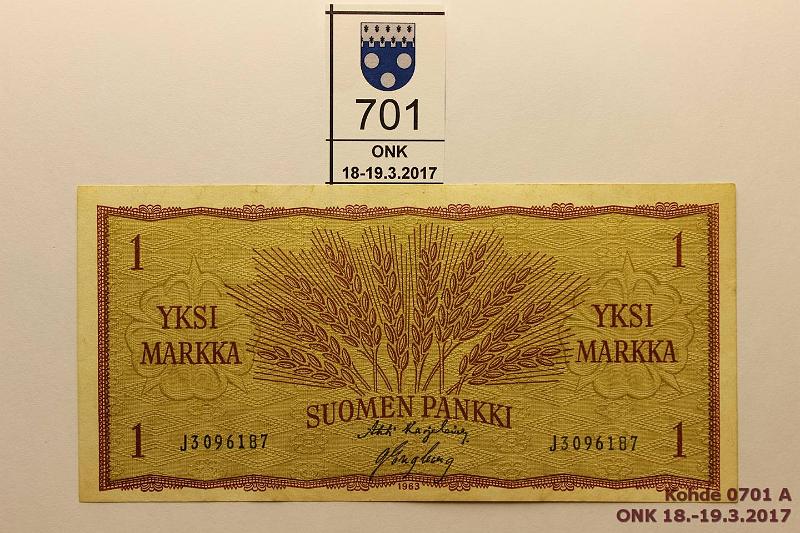 701
ONK
18-19.3.2017
1 1
YKSI YKSI
MARKKA MARKKA
SUOMEN PANKKI
1 J3096187 J3096187 1
1963
Kohde 0701 A
ONK 18.-19.3.2017